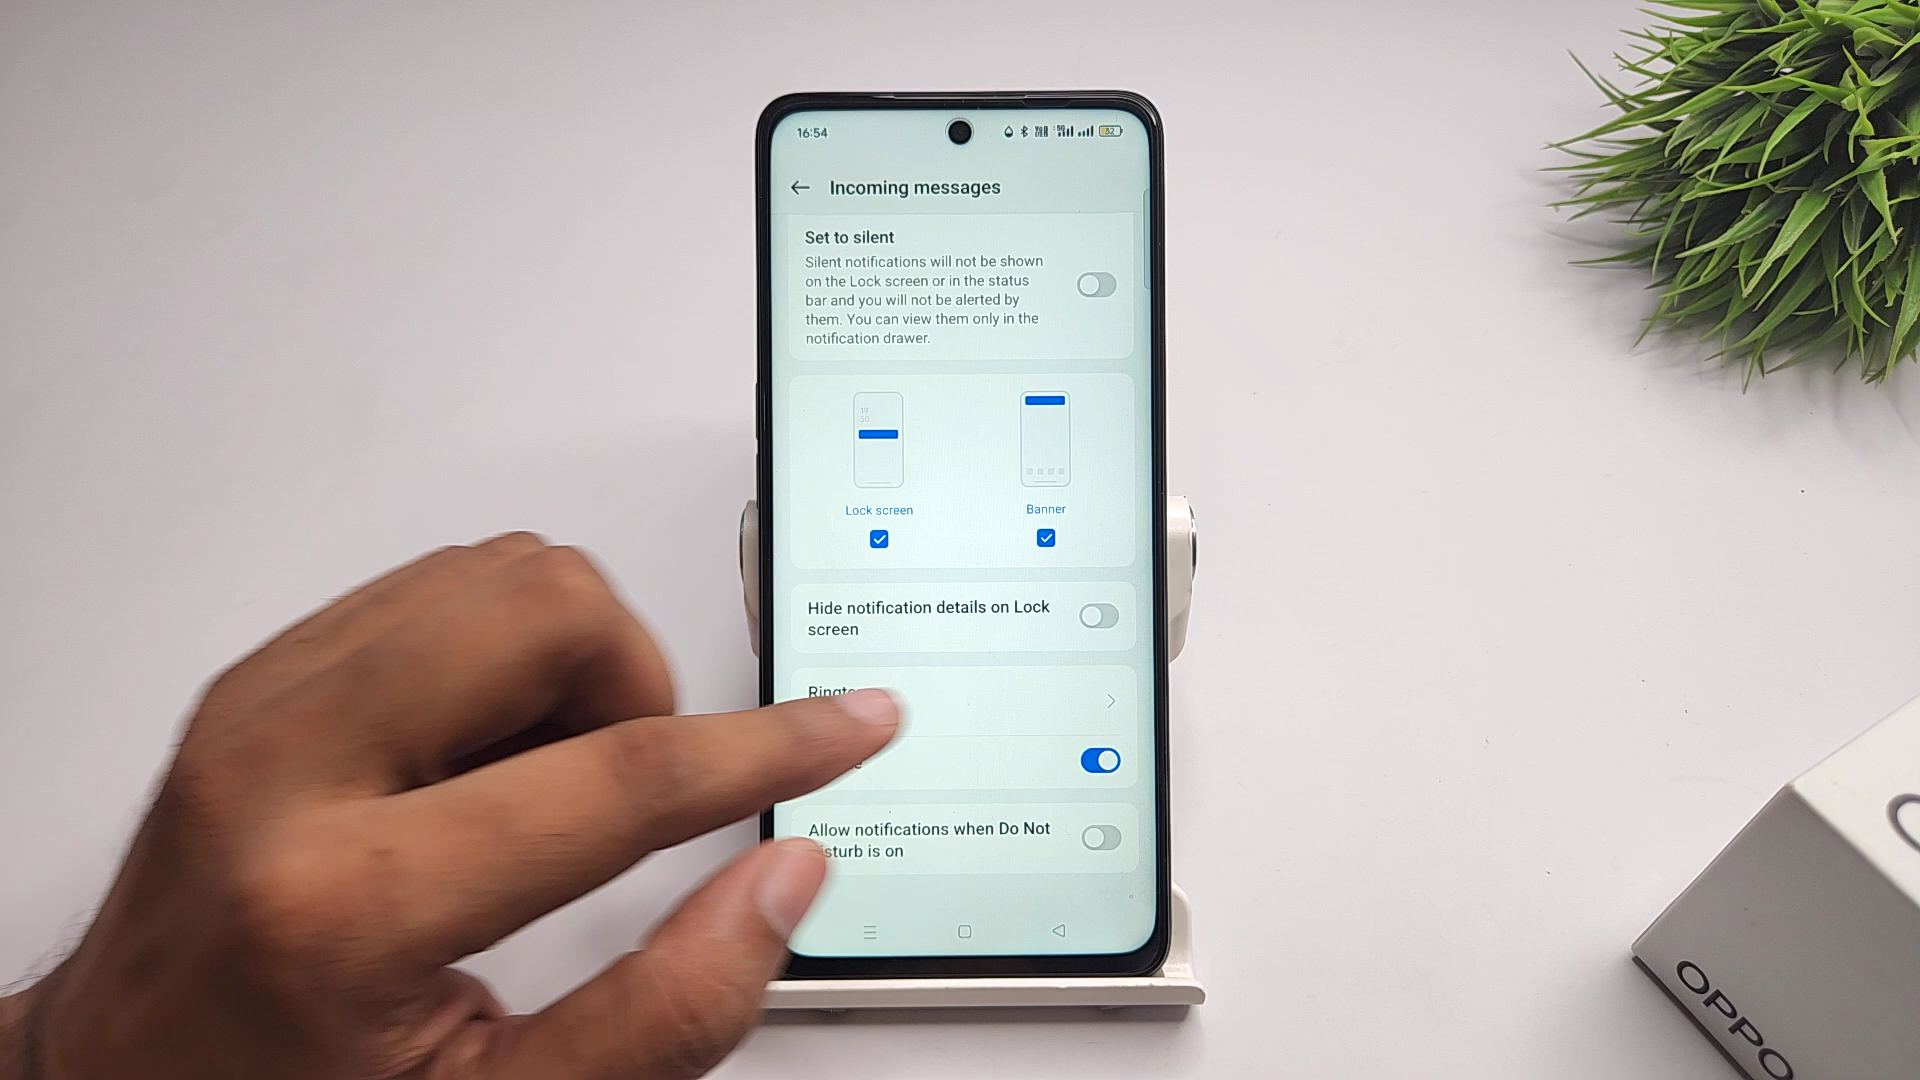 16:54
32
Incoming messages
Set to silent
Silent notifications will not be shown
on the Lock screen or in the status
bar and you will not be alerted by
them. You can view them only in the
notification drawer.
Lock screen
Banner
Hide notification details on Lock
screen
Allow notifications when Do Not
is on
OPPO